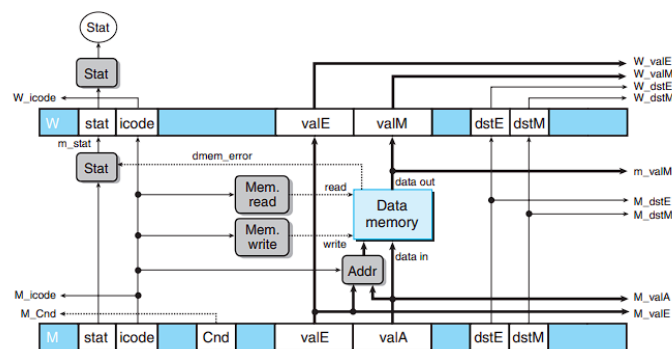 Stat
W_valE
W_valM
W_dstE
W_dstM
Stat
W_icode
W stat icode valE valM dstE dstM
m_stat
Stat
dmem_error
m_valM
data out
Mem. read
read
Data memory
M_dstE
M_dstM
Mem. write
write
data in
Addr
M_icode
M_Cnd
M_valA
M_valE
M stat icode Cnd valE valA dstE dstM